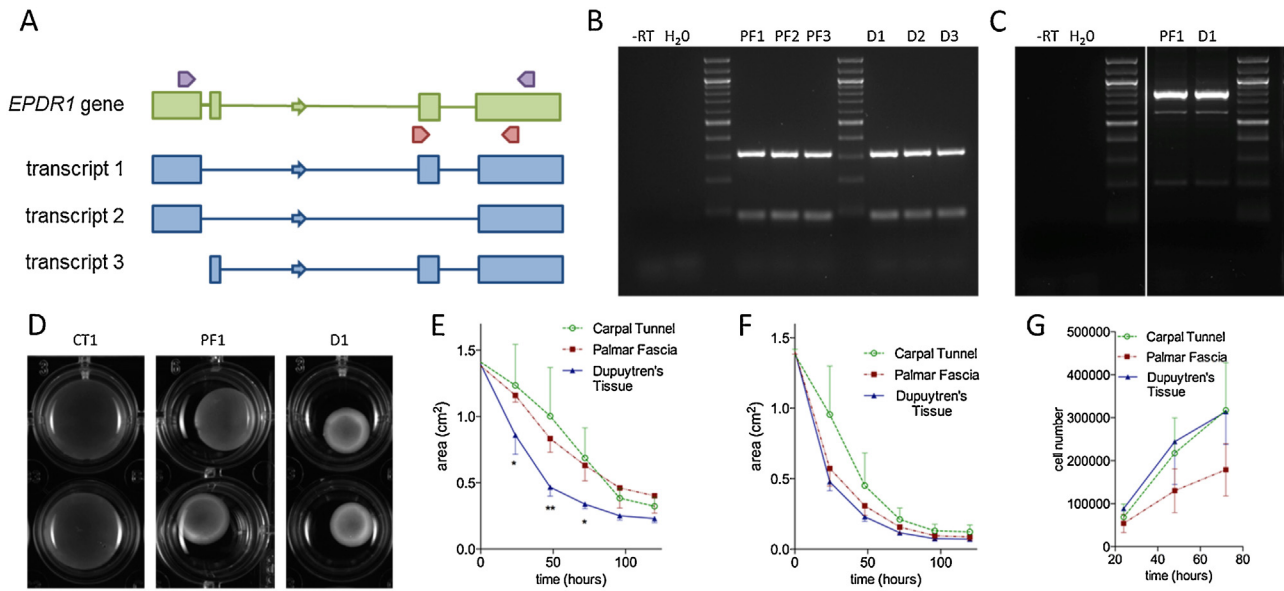 A
EPDR1 gene
transcript 1
transcript 2
transcript 3
B
-RT H₂0 PF1 PF2 PF3 D1 D2 D3
C
-RT H₂0 PF1 D1
D
CT1 PF1 D1
E
Carpal Tunnel
Palmar Fascia
Dupuytren's
Tissue
area (cm²)
1.5
1.0
0.5
0.0
*
**
*
0 50 100
time (hours)
F
Carpal Tunnel
Palmar Fascia
Dupuytren's
Tissue
area (cm²)
1.5
1.0
0.5
0.0
0 50 100
time (hours)
G
Carpal Tunnel
Palmar Fascia
Dupuytren's
Tissue
cell number
500000
400000
300000
200000
100000
0
20 40 60 80
time (hours)